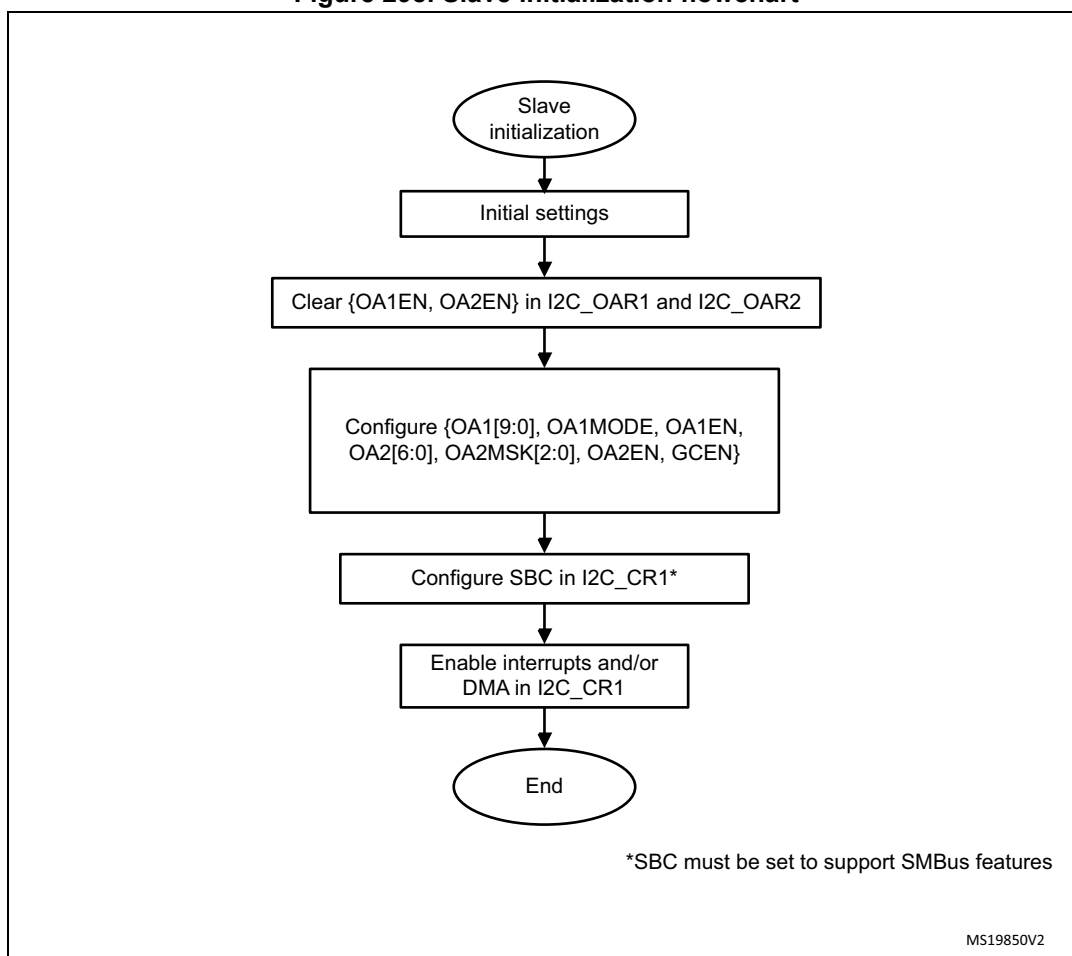 Slave
initialization
Initial settings
Clear {OA1EN, OA2EN} in I2C_OAR1 and I2C_OAR2
Configure {OA1[9:0], OA1MODE, OA1EN,
OA2[6:0], OA2MSK[2:0], OA2EN, GCEN}
Configure SBC in I2C_CR1*
Enable interrupts and/or
DMA in I2C_CR1
End
*SBC must be set to support SMBus features
MS19850V2